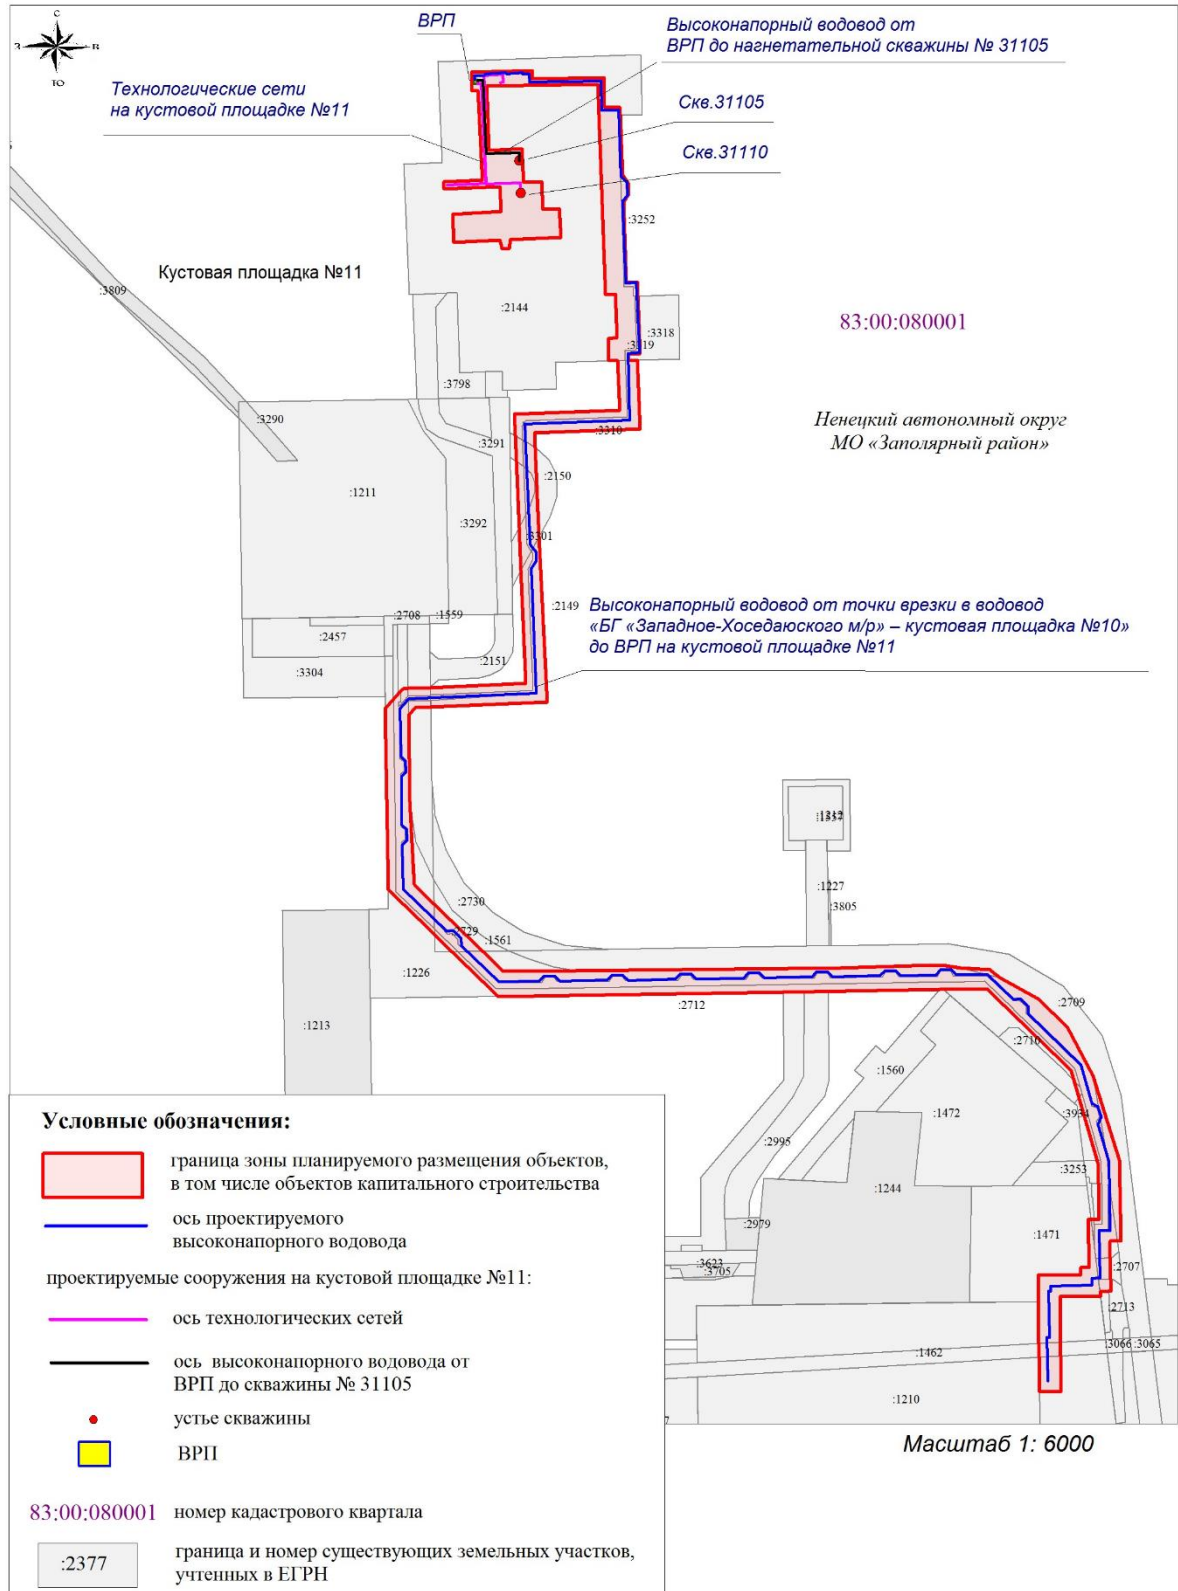 С
З
В
Ю
ВРП
Высоконапорный водовод от
ВРП до нагнетательной скважины № 31105
Технологические сети
на кустовой площадке №11
Скв.31105
Скв.31110
:3252
Кустовая площадка №11
:3809
:2144
83:00:080001
:3318
:3319
:3798
:3290
Ненецкий автономный округ
МО «Заполярный район»
:3310
:3291
:2150
:1211
:3292
:3301
:2149
Высоконапорный водовод от точки врезки в водовод
«БГ «Западное-Хоседаюского м/р» – кустовая площадка №10»
до ВРП на кустовой площадке №11
:2708
:1559
:2457
:2151
:3304
:1227
:3805
:2730
:2729
:1561
:1226
:2712
:2709
:1213
:2710
:1560
:1472
:3934
:2995
:3253
:1244
:2979
:1471
:3623
:3705
:2707
:2713
:3066
:3065
:1462
:1210
Масштаб 1: 6000
Условные обозначения:
граница зоны планируемого размещения объектов,
в том числе объектов капитального строительства
ось проектируемого
высоконапорного водовода
проектируемые сооружения на кустовой площадке №11:
ось технологических сетей
ось высоконапорного водовода от
ВРП до скважины № 31105
устье скважины
ВРП
83:00:080001 номер кадастрового квартала
:2377
граница и номер существующих земельных участков,
учтенных в ЕГРН